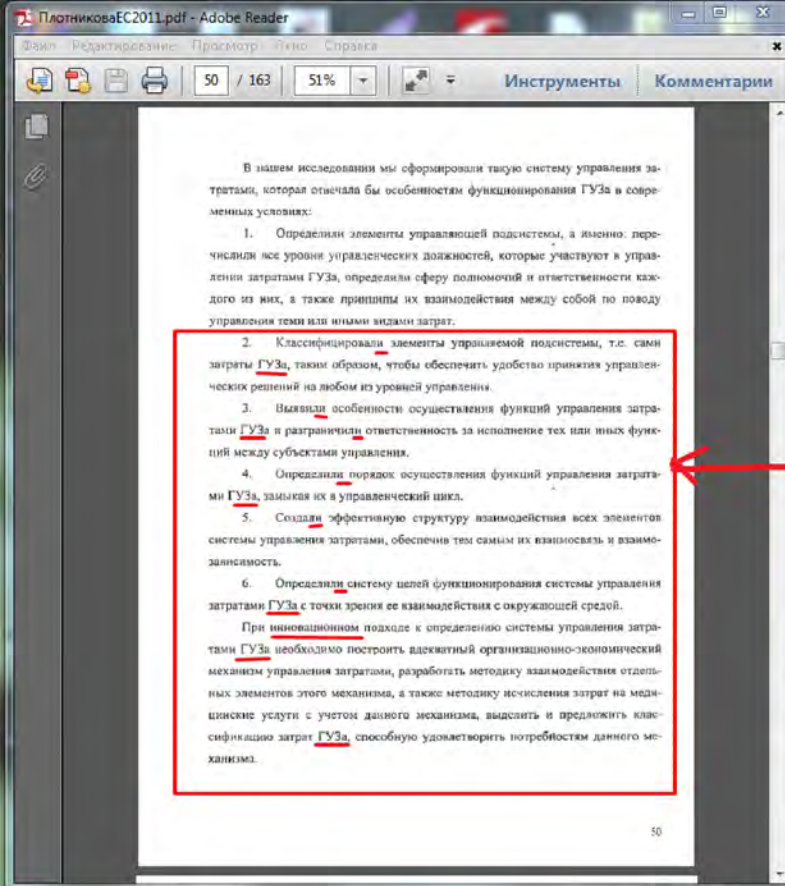 ПлотниковаЕС2011.pdf - Adobe Reader
Файл Редактирование Просмотр Окно Справка
50 / 163 51% Инструменты Комментарии
В нашем исследовании мы сформировали такую систему управления за-
тратами, которая отвечала бы особенностям функционирования ГУЗа в совре-
менных условиях:
1. Определили элементы управляющей подсистемы, а именно: пере-
числили все уровни управленческих должностей, которые участвуют в управ-
лении затратами ГУЗа, определили сферу полномочий и ответственности каж-
дого из них, а также принципы их взаимодействия между собой по поводу
управления теми или иными видами затрат.
2. Классифицировали элементы управляемой подсистемы, т.е. сами
затраты ГУЗа, таким образом, чтобы обеспечить удобство принятия управлен-
ческих решений на любом из уровней управления.
3. Выявили особенности осуществления функций управления затра-
тами ГУЗа и разграничили ответственность за исполнение тех или иных функ-
ций между субъектами управления.
4. Определили порядок осуществления функций управления затрата-
ми ГУЗа, замыкая их в управленческий цикл.
5. Создали эффективную структуру взаимодействия всех элементов
системы управления затратами, обеспечив тем самым их взаимосвязь и взаимо-
зависимость.
6. Определили систему целей функционирования системы управления
затратами ГУЗа с точки зрения ее взаимодействия с окружающей средой.
При инновационном подходе к определению системы управления затра-
тами ГУЗа необходимо построить адекватный организационно-экономический
механизм управления затратами, разработать методику взаимодействия отдель-
ных элементов этого механизма, а также методику исчисления затрат на меди-
цинские услуги с учетом данного механизма, выделить и предложить клас-
сификацию затрат ГУЗа, способную удовлетворить потребностям данного ме-
ханизма.
50